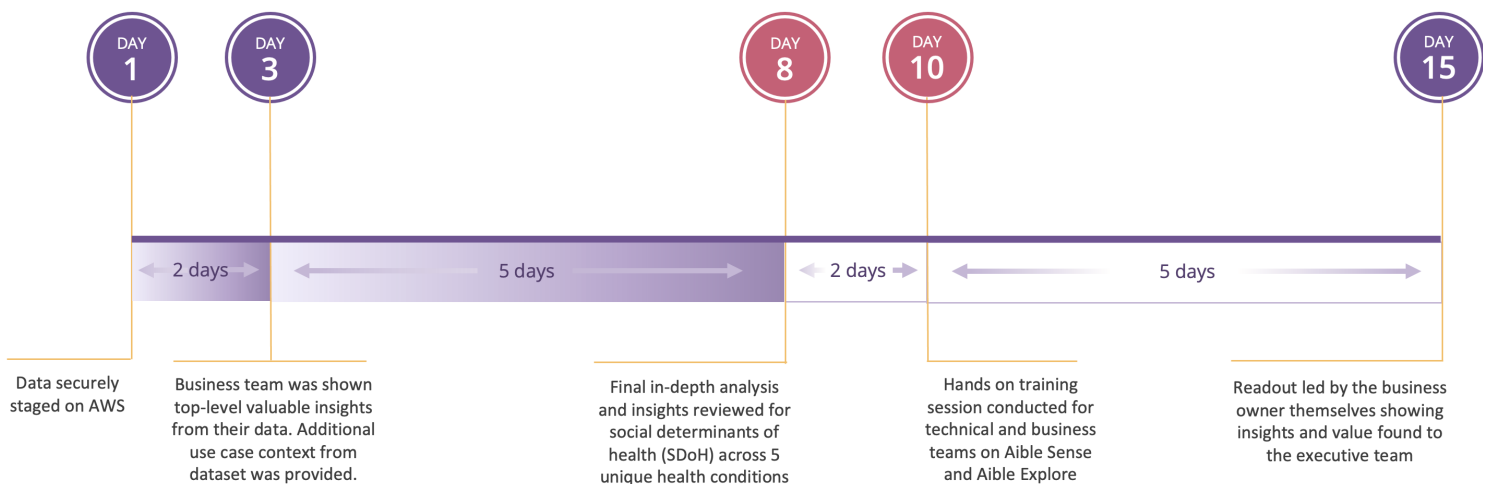 DAY
1
DAY
3
DAY
8
DAY
10
DAY
15
2 days
5 days
2 days
5 days
Data securely
staged on AWS
Business team was shown
top-level valuable insights
from their data. Additional
use case context from
dataset was provided.
Final in-depth analysis
and insights reviewed for
social determinants of
health (SDoH) across 5
unique health conditions
Hands on training
session conducted for
technical and business
teams on Aible Sense
and Aible Explore
Readout led by the business
owner themselves showing
insights and value found to
the executive team